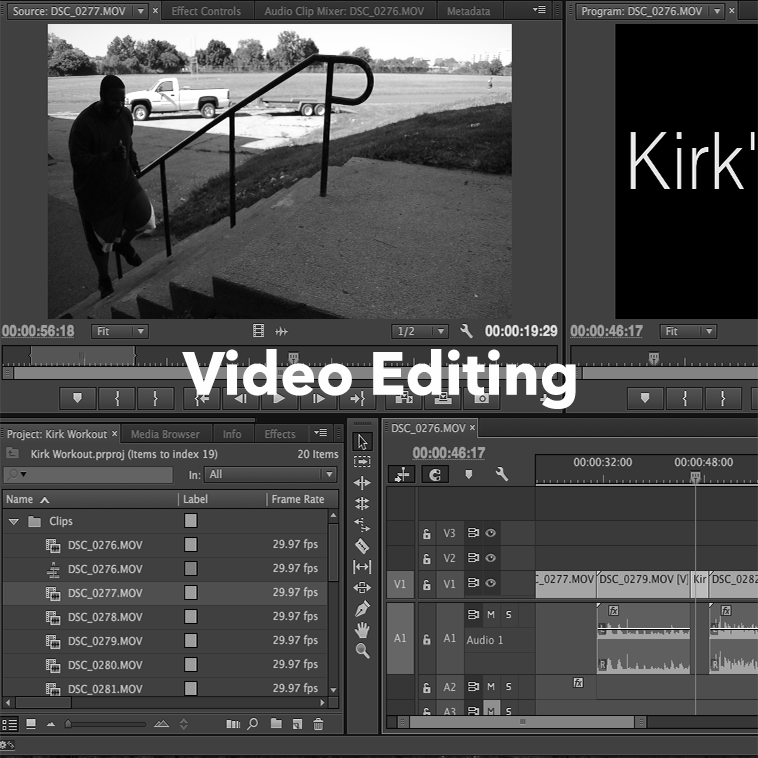 Source: DSC_0277.MOV × Effect Controls Audio Clip Mixer: DSC_0276.MOV Metadata
Program: DSC_0276.MOV ×
Kirk'
00:00:56:18 Fit 1/2 00:00:19:29
00:00:46:17 Fit
Video Editing
Project: Kirk Workout × Media Browser Info Effects
Kirk Workout.prproj (Items to index 19) 20 Items
In: All
Name Label Frame Rate
Clips
DSC_0276.MOV 29.97 fps
DSC_0276.MOV 29.97 fps
DSC_0277.MOV 29.97 fps
DSC_0278.MOV 29.97 fps
DSC_0279.MOV 29.97 fps
DSC_0280.MOV 29.97 fps
DSC_0281.MOV 29.97 fps
DSC_0276.MOV ×
00:00:46:17
00:00:32:00 00:00:48:00
V3
V2
V1 V1 C_0277.MOV DSC_0279.MOV [V] Kir DSC_0282
M S fx fx
A1 A1 Audio 1 L L
R R
A2 M S fx
A3 M S